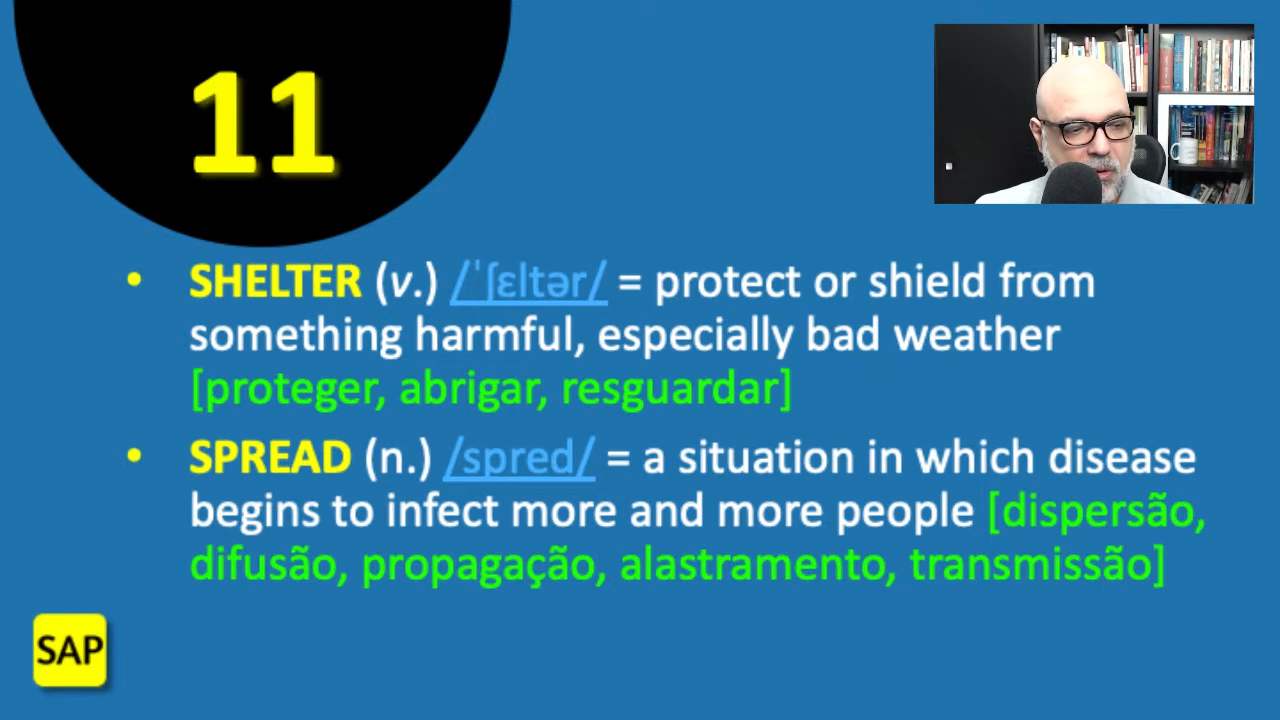 11
• SHELTER (v.) /ˈʃɛltər/ = protect or shield from
something harmful, especially bad weather
[proteger, abrigar, resguardar]
• SPREAD (n.) /spred/ = a situation in which disease
begins to infect more and more people [dispersão,
difusão, propagação, alastramento, transmissão]
SAP